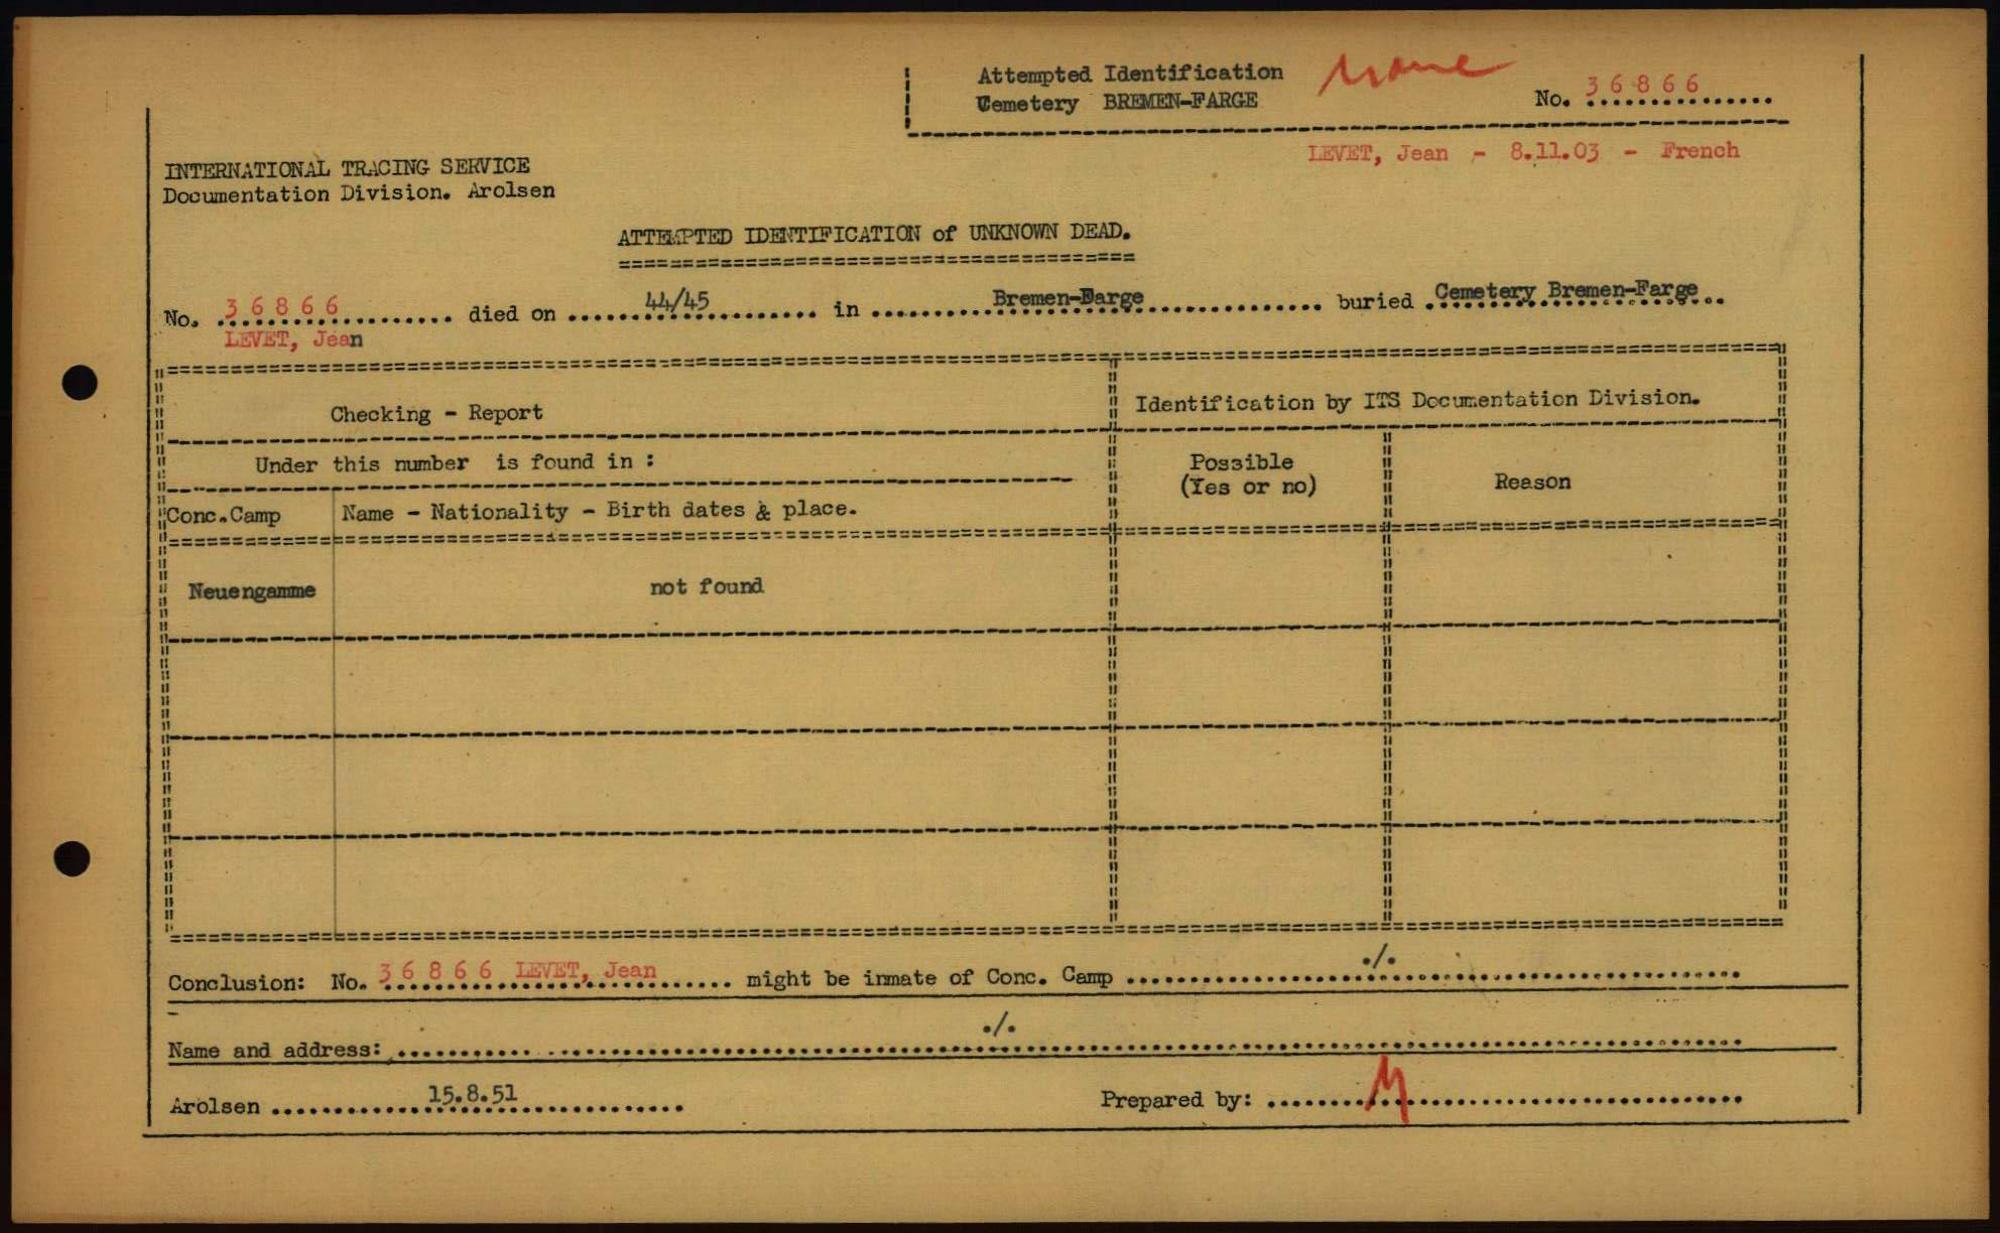 Attempted Identification
Cemetery BREMEN-FARGE
No. 36866
LEVET, Jean - 8.11.03 - French
INTERNATIONAL TRACING SERVICE
Documentation Division. Arolsen
ATTEMPTED IDENTIFICATION of UNKNOWN DEAD.
No. 36866 died on 44/45 in Bremen-Farge buried Cemetery Bremen-Farge
LEVET, Jean
Checking - Report
Identification by ITS Documentation Division.
Under this number is found in :
Possible
(Yes or no)
Reason
Conc.Camp
Name - Nationality - Birth dates & place.
Neuengamme
not found
Conclusion: No. 36866 LEVET, Jean might be inmate of Conc. Camp ./.
Name and address: ./.
Arolsen 15.8.51
Prepared by: